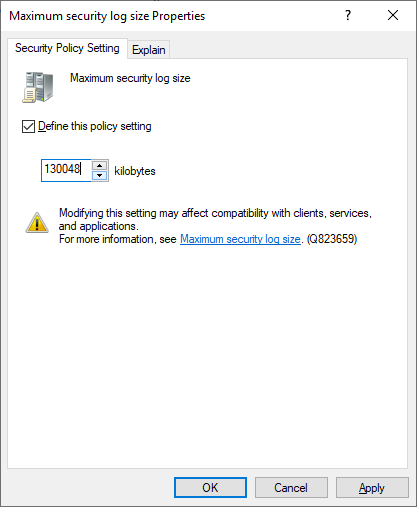 Maximum security log size Properties
?
Security Policy Setting
Explain
Maximum security log size
Define this policy setting
130048
kilobytes
Modifying this setting may affect compatibility with clients, services,
and applications.
For more information, see Maximum security log size. (Q823659)
OK
Cancel
Apply